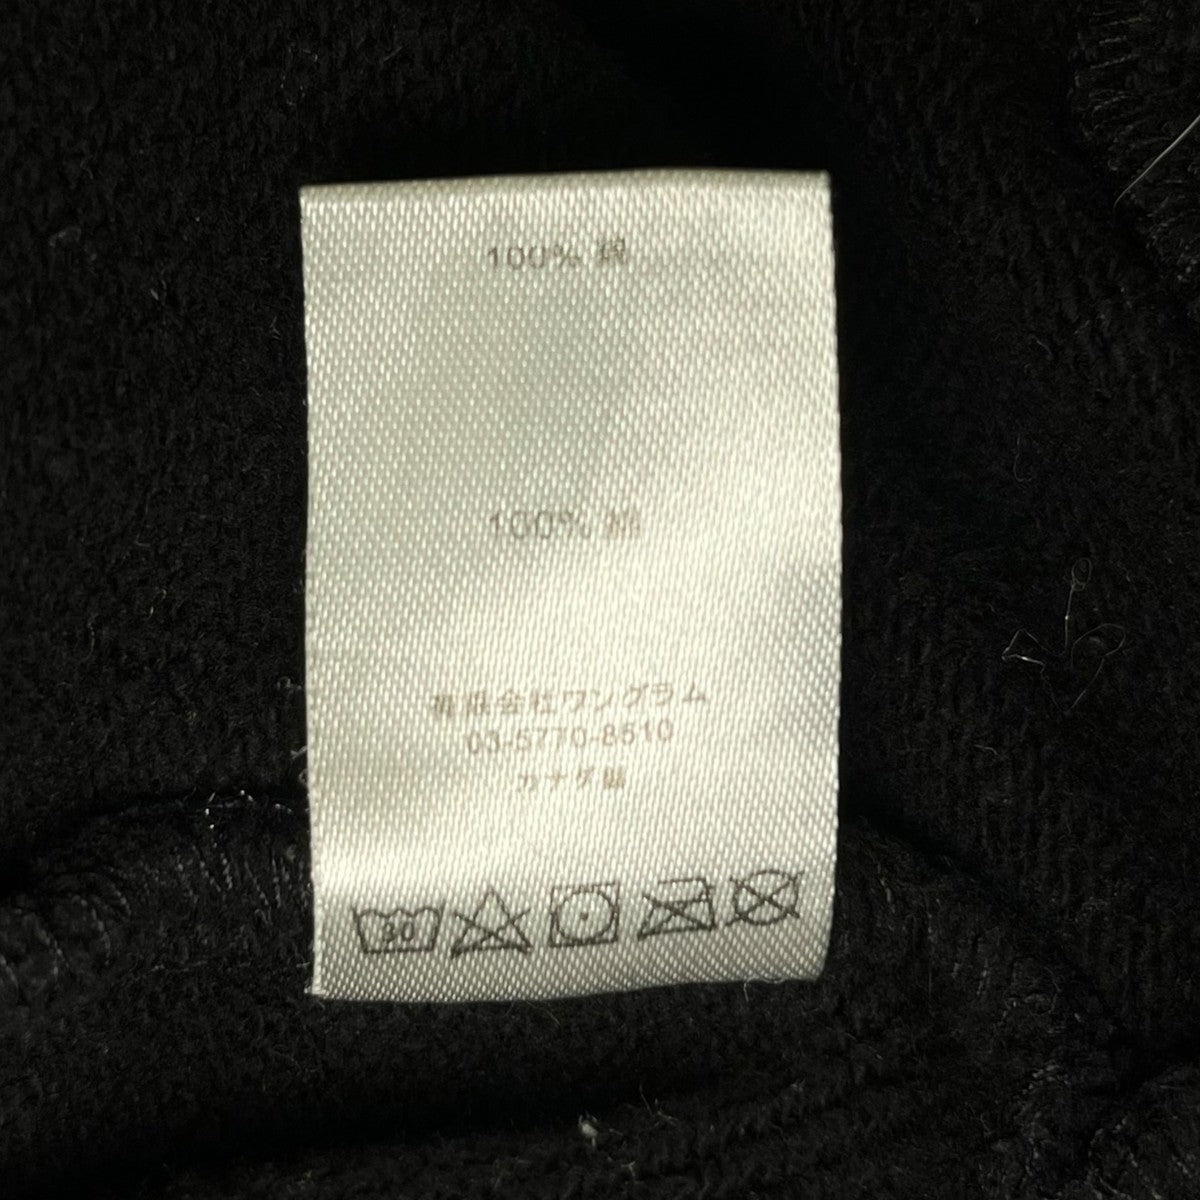 100% 綿
100% 綿
有限会社ワングラム
03-5770-8510
カナダ製
30